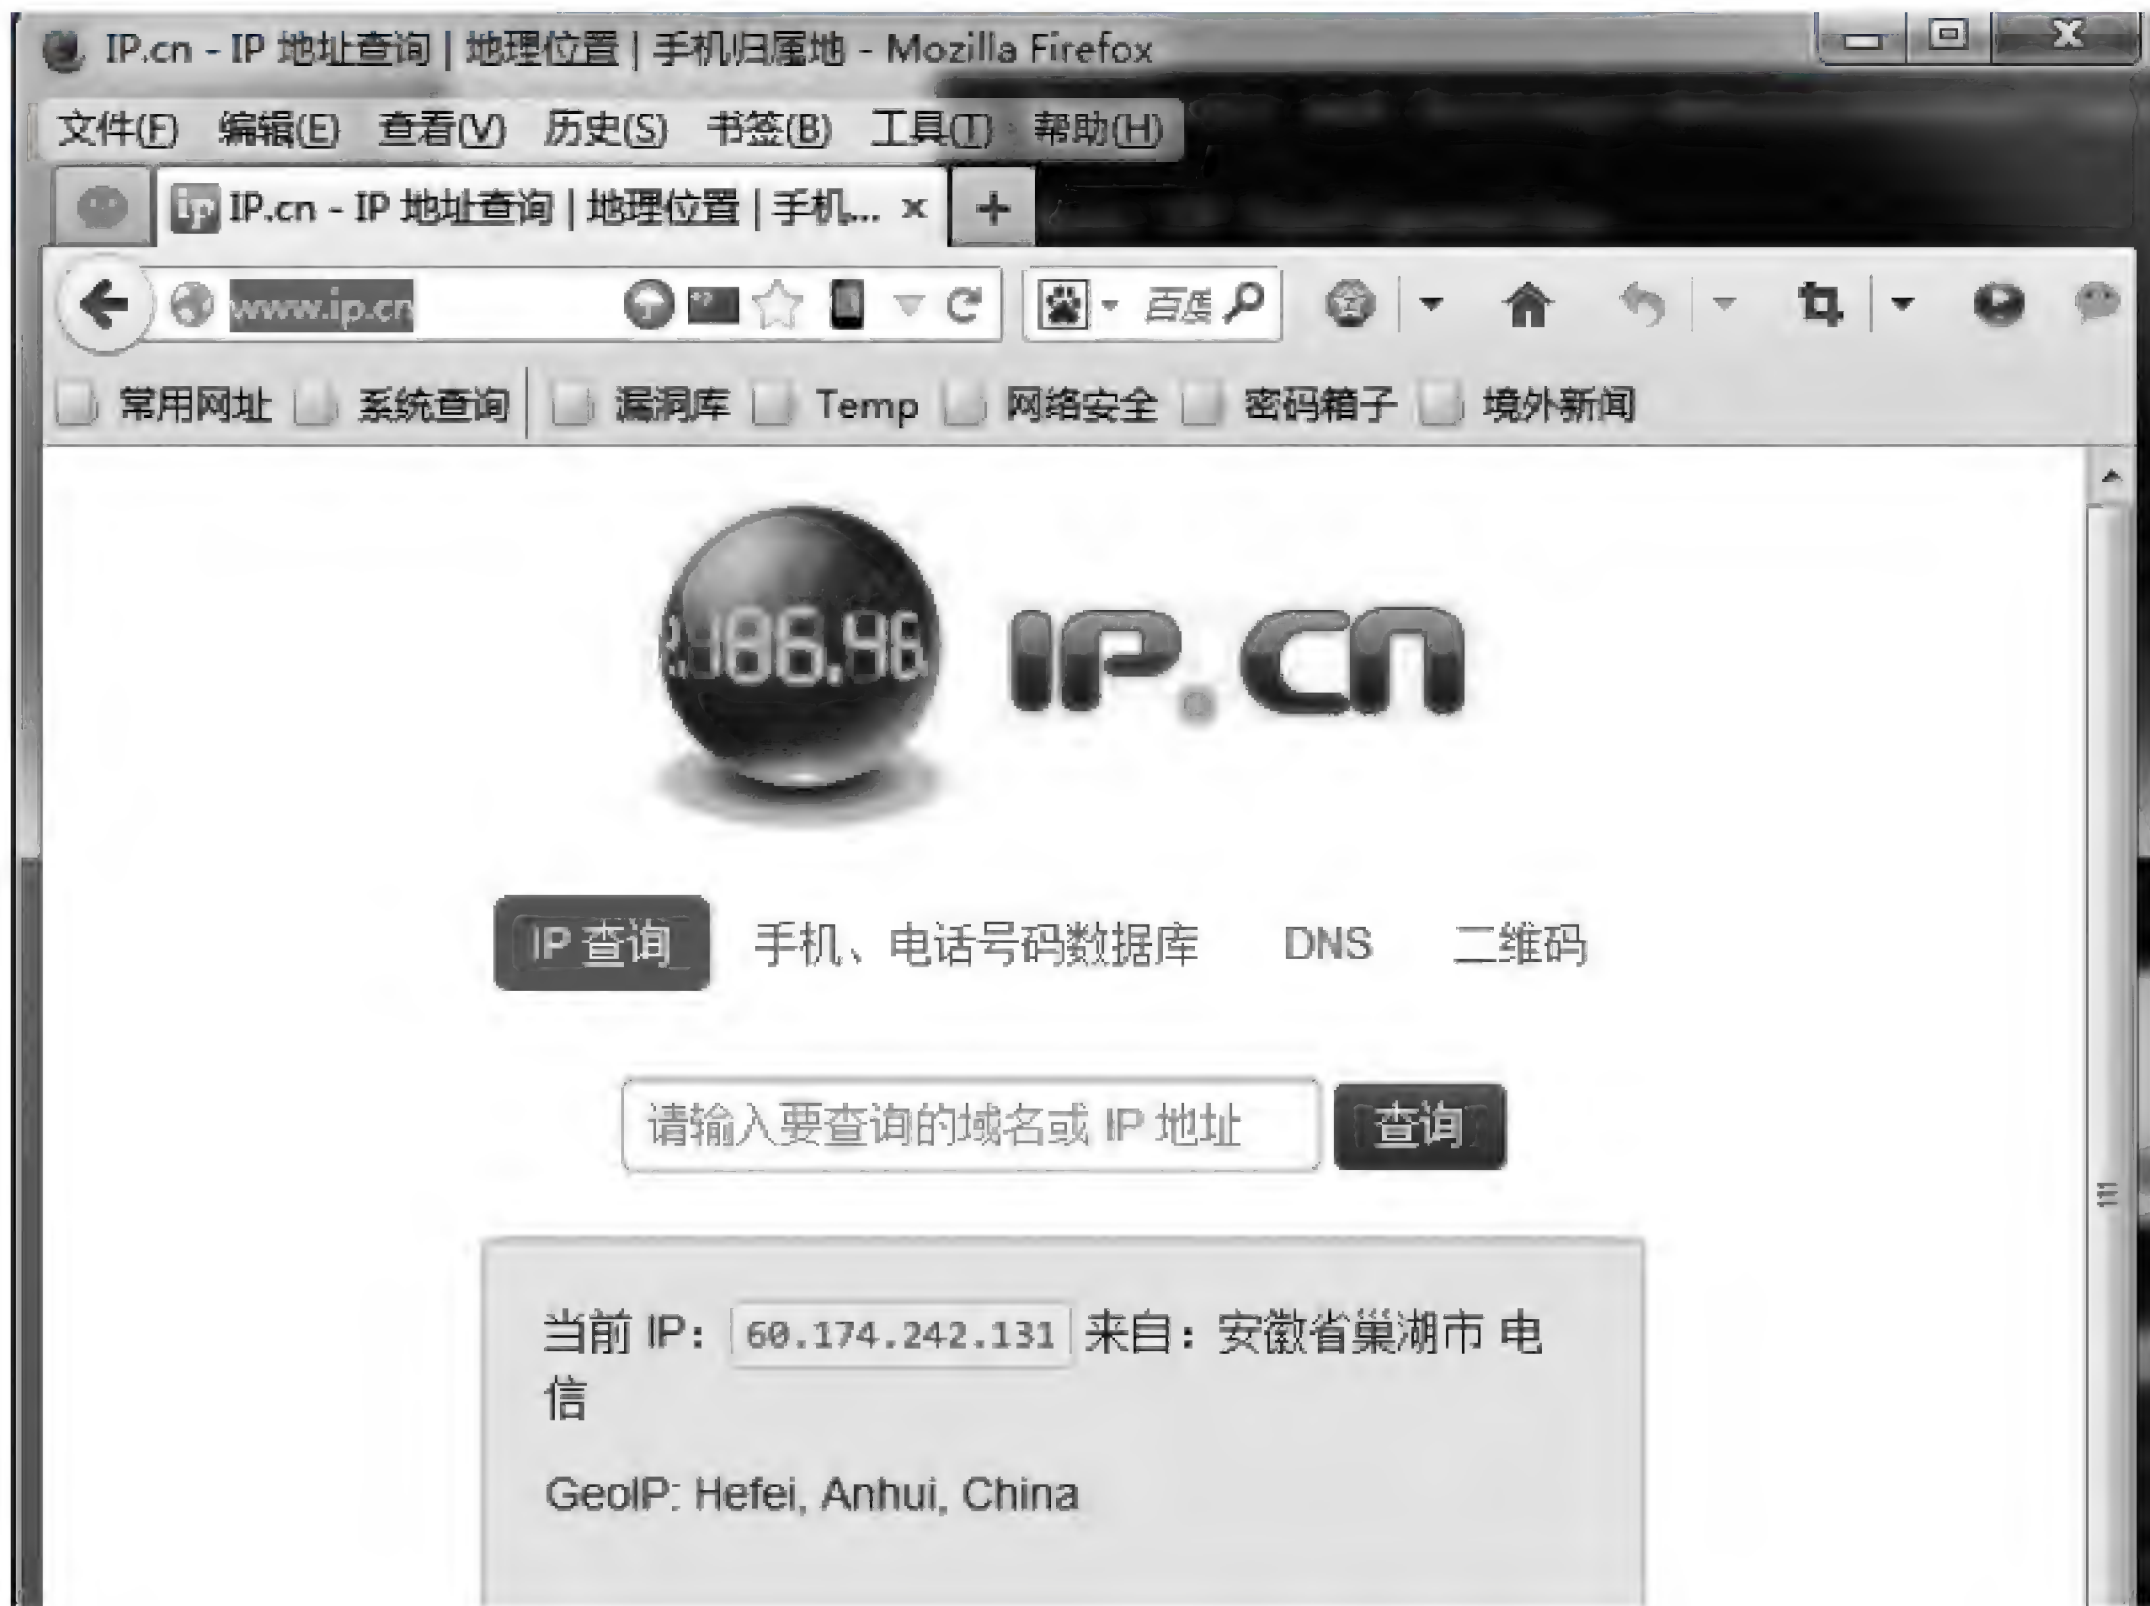 IP.cn - IP 地址查询 | 地理位置 | 手机归属地 - Mozilla Firefox
文件(F) 编辑(E) 查看(V) 历史(S) 书签(B) 工具(T) 帮助(H)
ip IP.cn - IP 地址查询 | 地理位置 | 手机... × +
www.ip.cn 百度
常用网址 系统查询 漏洞库 Temp 网络安全 密码箱子 境外新闻
.186.46. IP.cn
IP 查询 手机、电话号码数据库 DNS 二维码
请输入要查询的域名或 IP 地址 查询
当前 IP: 60.174.242.131 来自：安徽省巢湖市 电
信
GeoIP: Hefei, Anhui, China